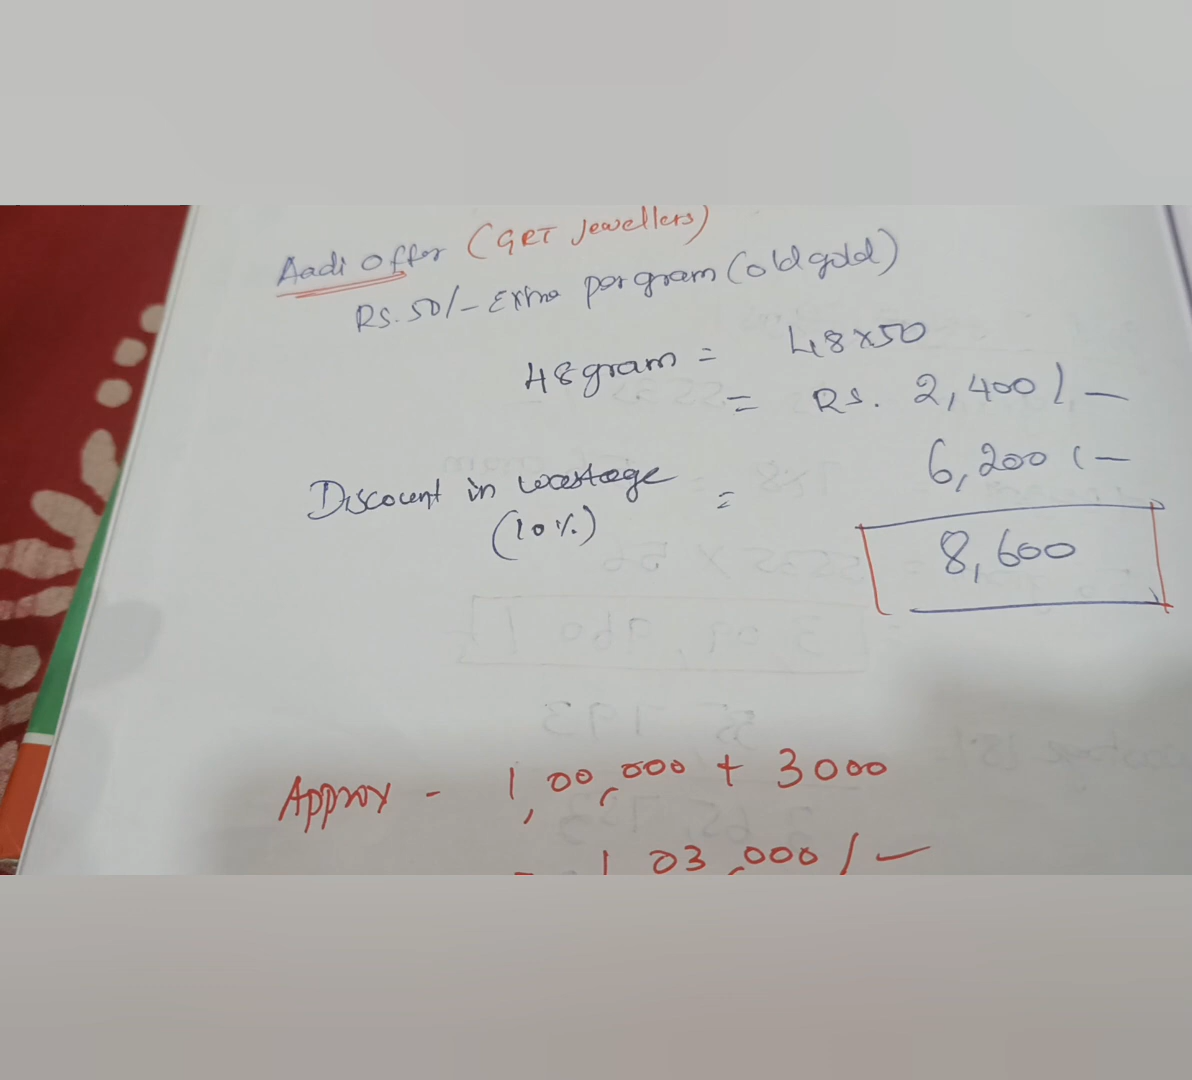 Aadi Offer (GRT Jewellers)
RS. 50/- Extra per gram (old gold)
48 gram = 48x50
= RS. 2,400/-
Discount in wastage = 6,200/-
(10%)
8,600
Approx - 1,00,000 + 3000
= 1,03,000/-